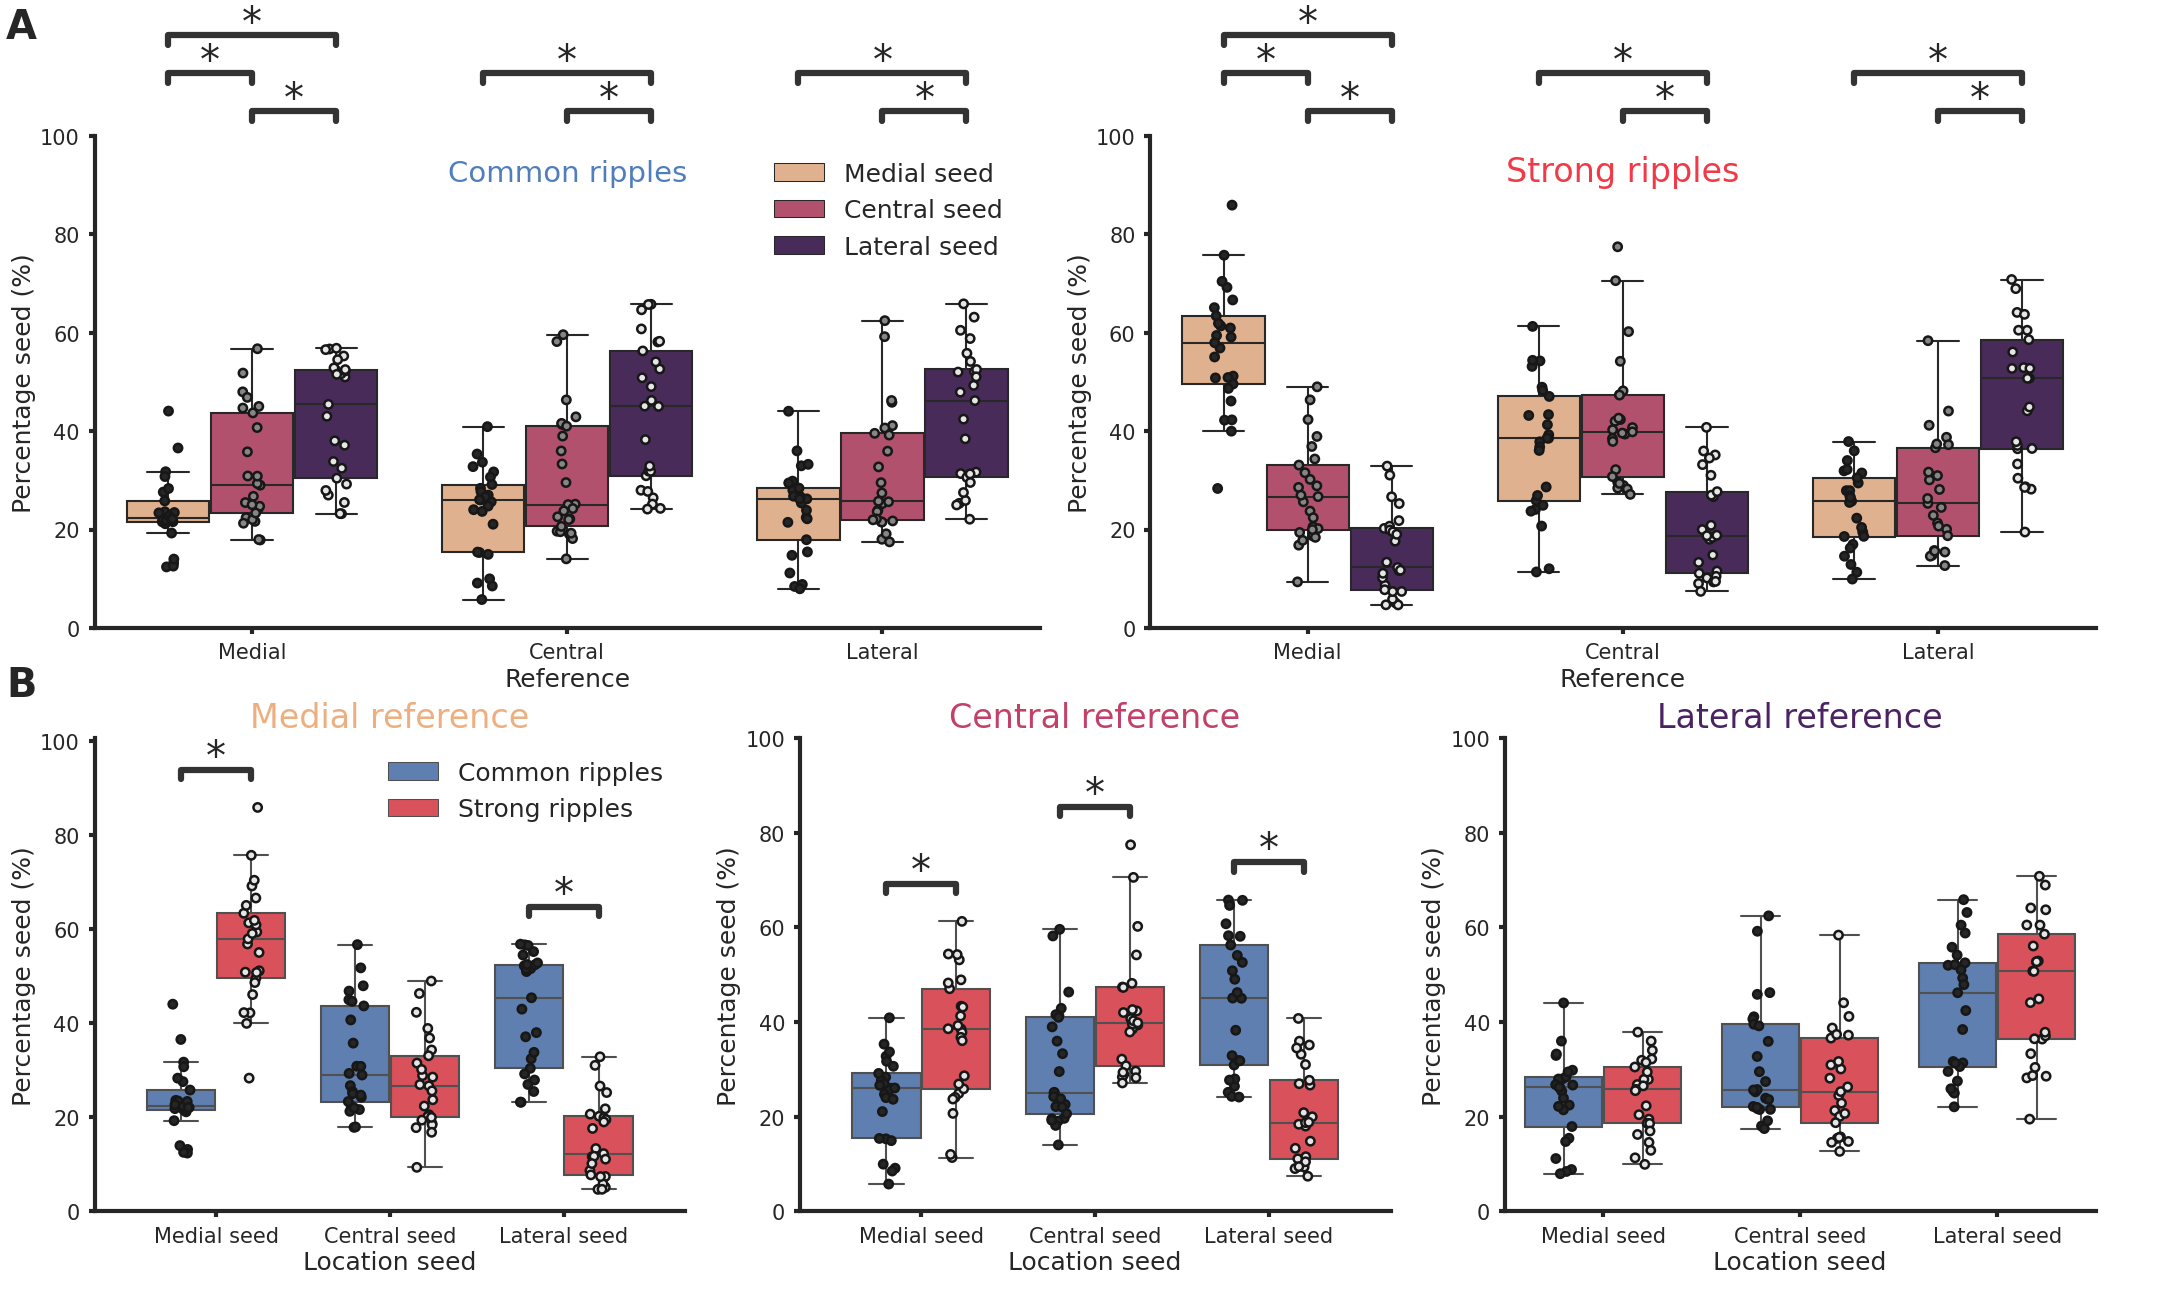 A
* * * * * * *
* * * * * * *
Common ripples
Medial seed
Central seed
Lateral seed
Percentage seed (%)
100
80
60
40
20
0
Medial Central Lateral
Reference
Strong ripples
Percentage seed (%)
100
80
60
40
20
0
Medial Central Lateral
Reference
B
Medial reference
*
*
Common ripples
Strong ripples
Percentage seed (%)
100
80
60
40
20
0
Medial seed Central seed Lateral seed
Location seed
Central reference
* * *
Percentage seed (%)
100
80
60
40
20
0
Medial seed Central seed Lateral seed
Location seed
Lateral reference
Percentage seed (%)
100
80
60
40
20
0
Medial seed Central seed Lateral seed
Location seed